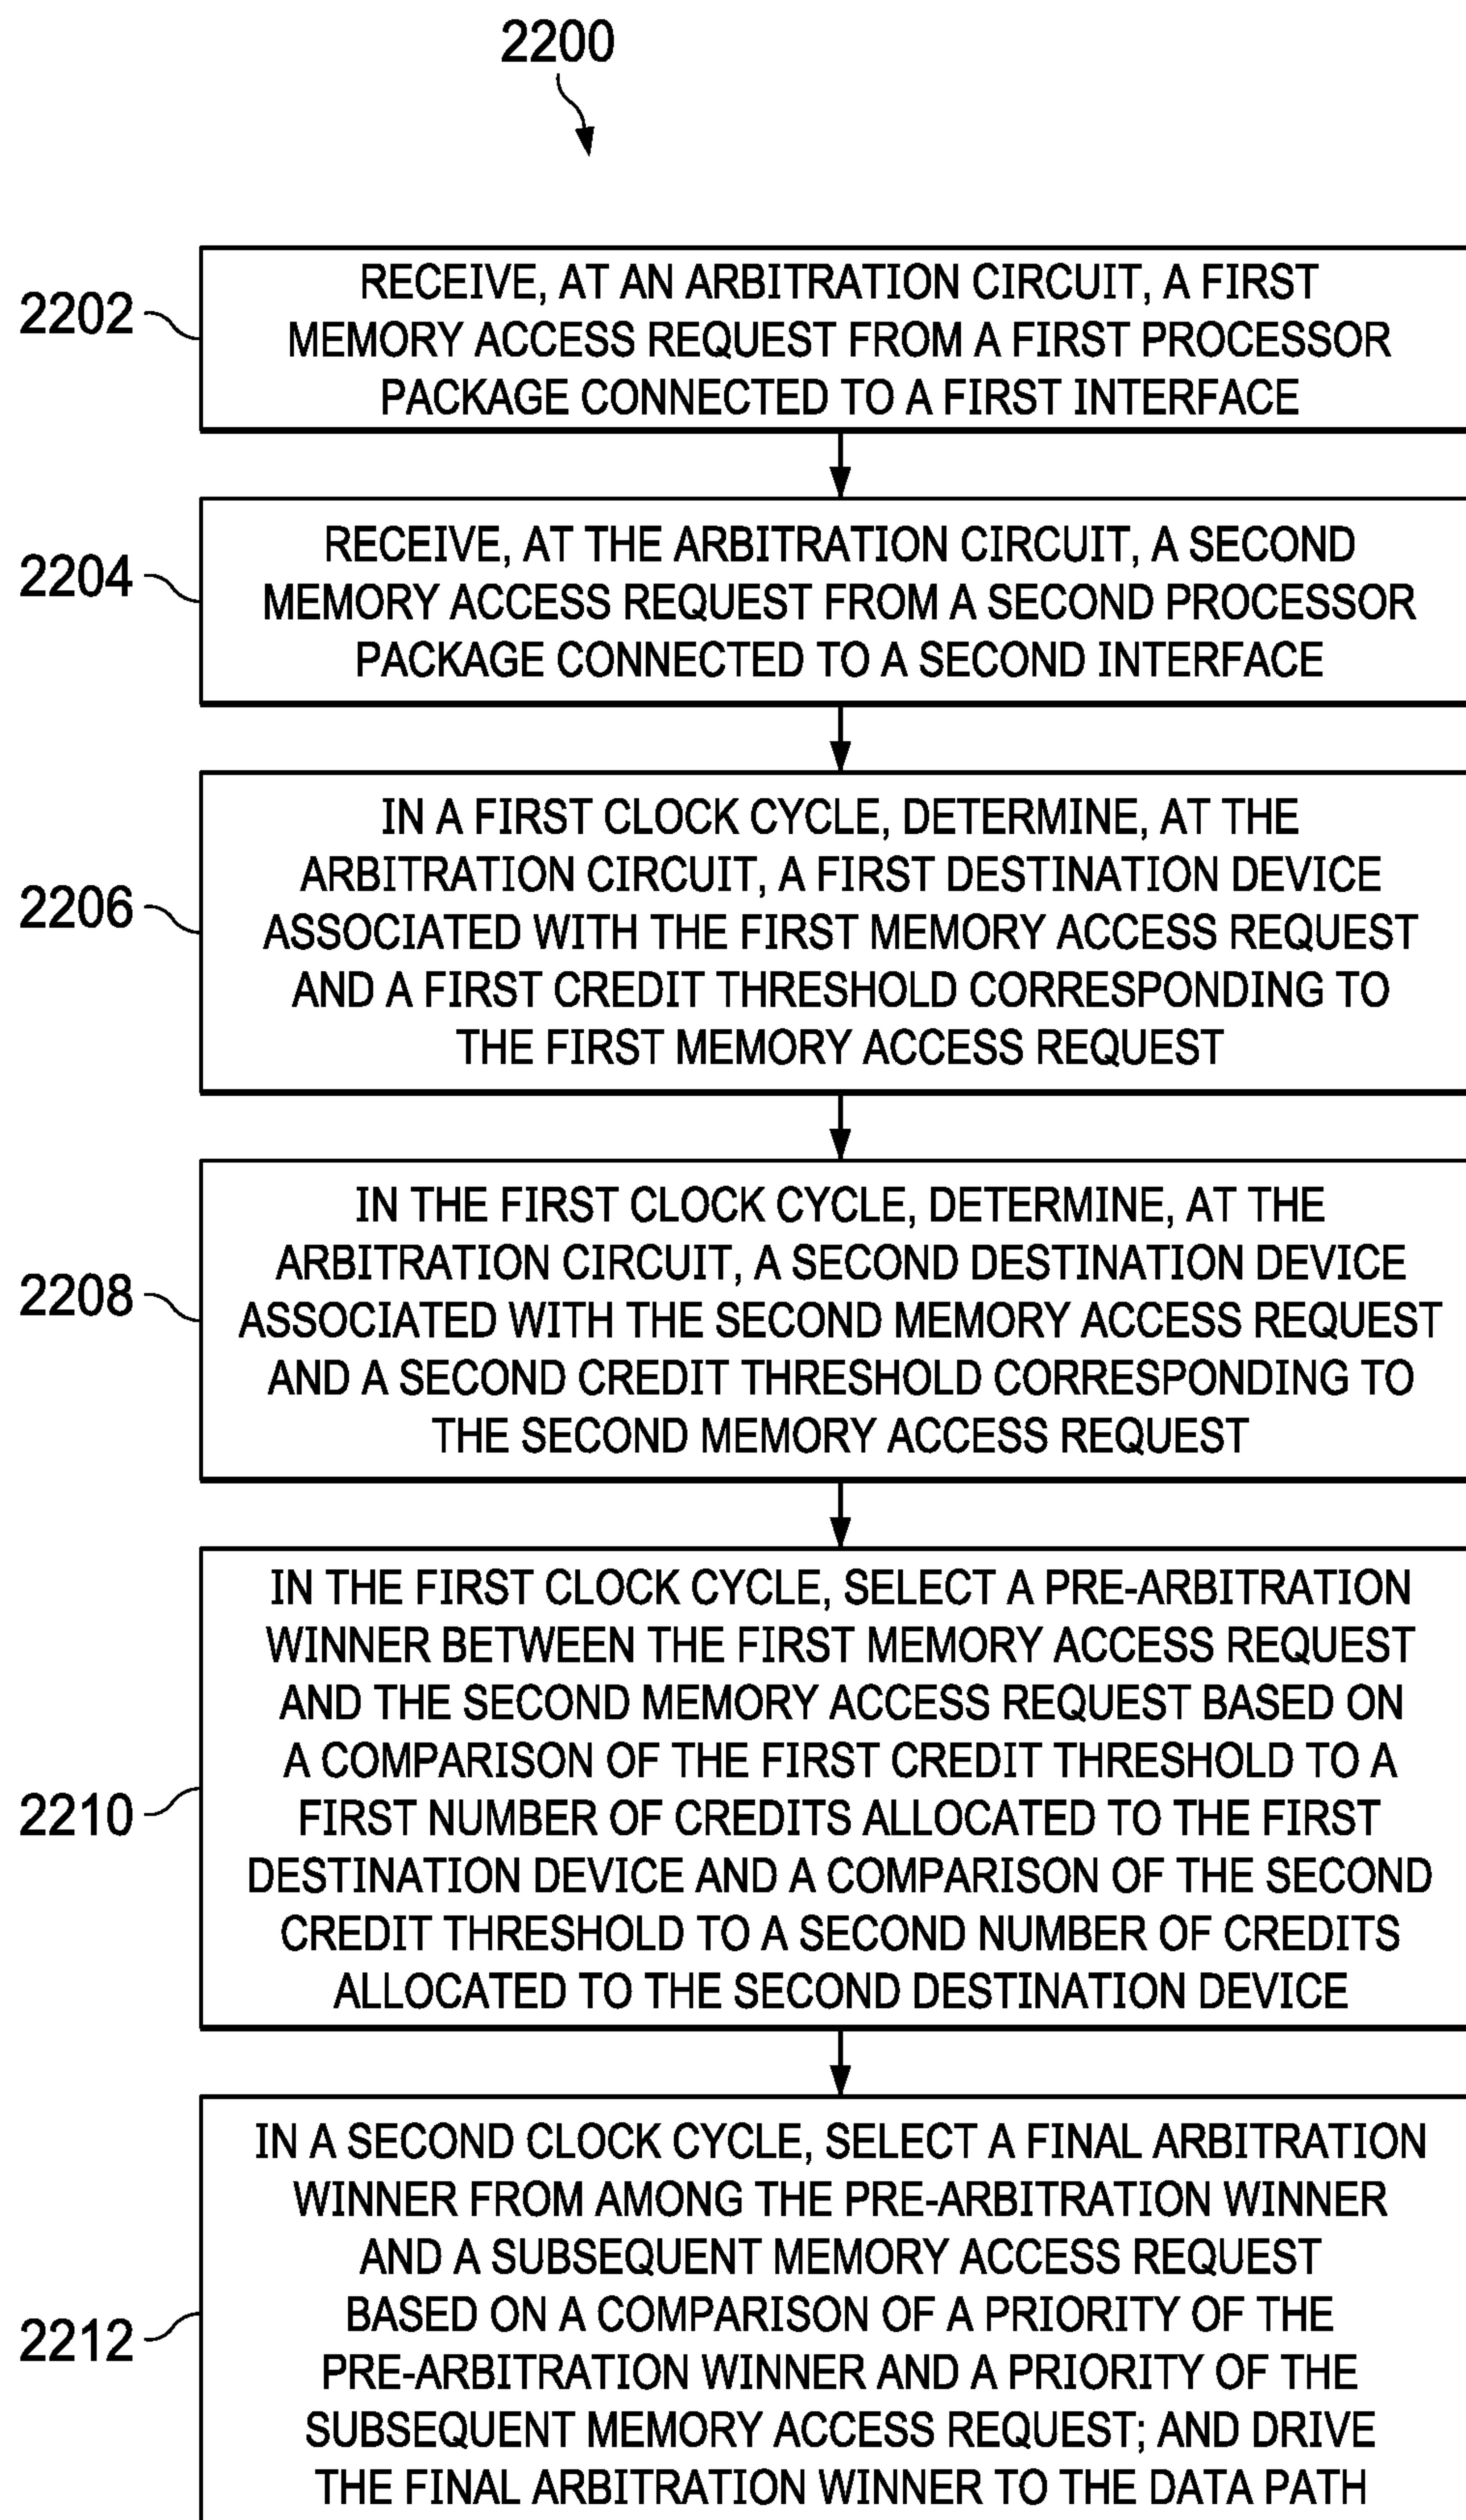 2200
2202
RECEIVE, AT AN ARBITRATION CIRCUIT, A FIRST
MEMORY ACCESS REQUEST FROM A FIRST PROCESSOR
PACKAGE CONNECTED TO A FIRST INTERFACE
2204
RECEIVE, AT THE ARBITRATION CIRCUIT, A SECOND
MEMORY ACCESS REQUEST FROM A SECOND PROCESSOR
PACKAGE CONNECTED TO A SECOND INTERFACE
2206
IN A FIRST CLOCK CYCLE, DETERMINE, AT THE
ARBITRATION CIRCUIT, A FIRST DESTINATION DEVICE
ASSOCIATED WITH THE FIRST MEMORY ACCESS REQUEST
AND A FIRST CREDIT THRESHOLD CORRESPONDING TO
THE FIRST MEMORY ACCESS REQUEST
2208
IN THE FIRST CLOCK CYCLE, DETERMINE, AT THE
ARBITRATION CIRCUIT, A SECOND DESTINATION DEVICE
ASSOCIATED WITH THE SECOND MEMORY ACCESS REQUEST
AND A SECOND CREDIT THRESHOLD CORRESPONDING TO
THE SECOND MEMORY ACCESS REQUEST
2210
IN THE FIRST CLOCK CYCLE, SELECT A PRE-ARBITRATION
WINNER BETWEEN THE FIRST MEMORY ACCESS REQUEST
AND THE SECOND MEMORY ACCESS REQUEST BASED ON
A COMPARISON OF THE FIRST CREDIT THRESHOLD TO A
FIRST NUMBER OF CREDITS ALLOCATED TO THE FIRST
DESTINATION DEVICE AND A COMPARISON OF THE SECOND
CREDIT THRESHOLD TO A SECOND NUMBER OF CREDITS
ALLOCATED TO THE SECOND DESTINATION DEVICE
2212
IN A SECOND CLOCK CYCLE, SELECT A FINAL ARBITRATION
WINNER FROM AMONG THE PRE-ARBITRATION WINNER
AND A SUBSEQUENT MEMORY ACCESS REQUEST
BASED ON A COMPARISON OF A PRIORITY OF THE
PRE-ARBITRATION WINNER AND A PRIORITY OF THE
SUBSEQUENT MEMORY ACCESS REQUEST; AND DRIVE
THE FINAL ARBITRATION WINNER TO THE DATA PATH